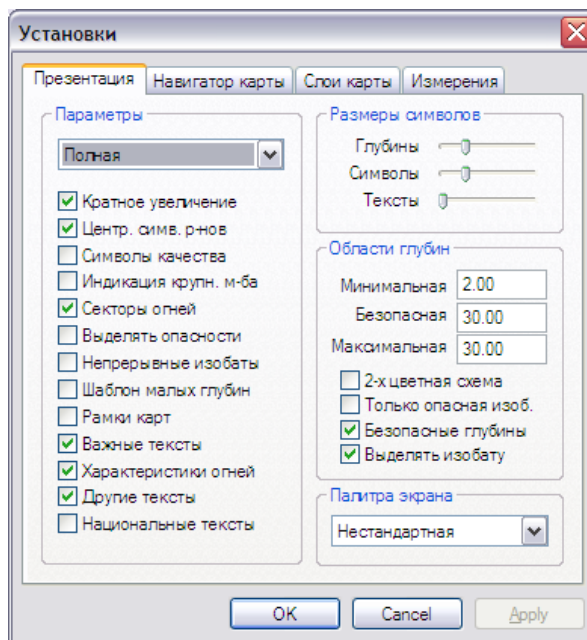 Установки
Презентация Навигатор карты Слои карты Измерения
Параметры
Полная
Кратное увеличение
Центр. симв. р-нов
Символы качества
Индикация крупн. м-ба
Секторы огней
Выделять опасности
Непрерывные изобаты
Шаблон малых глубин
Рамки карт
Важные тексты
Характеристики огней
Другие тексты
Национальные тексты
Размеры символов
Глубины
Символы
Тексты
Области глубин
Минимальная 2.00
Безопасная 30.00
Максимальная 30.00
2-х цветная схема
Только опасная изоб.
Безопасные глубины
Выделять изобату
Палитра экрана
Нестандартная
OK Cancel Apply